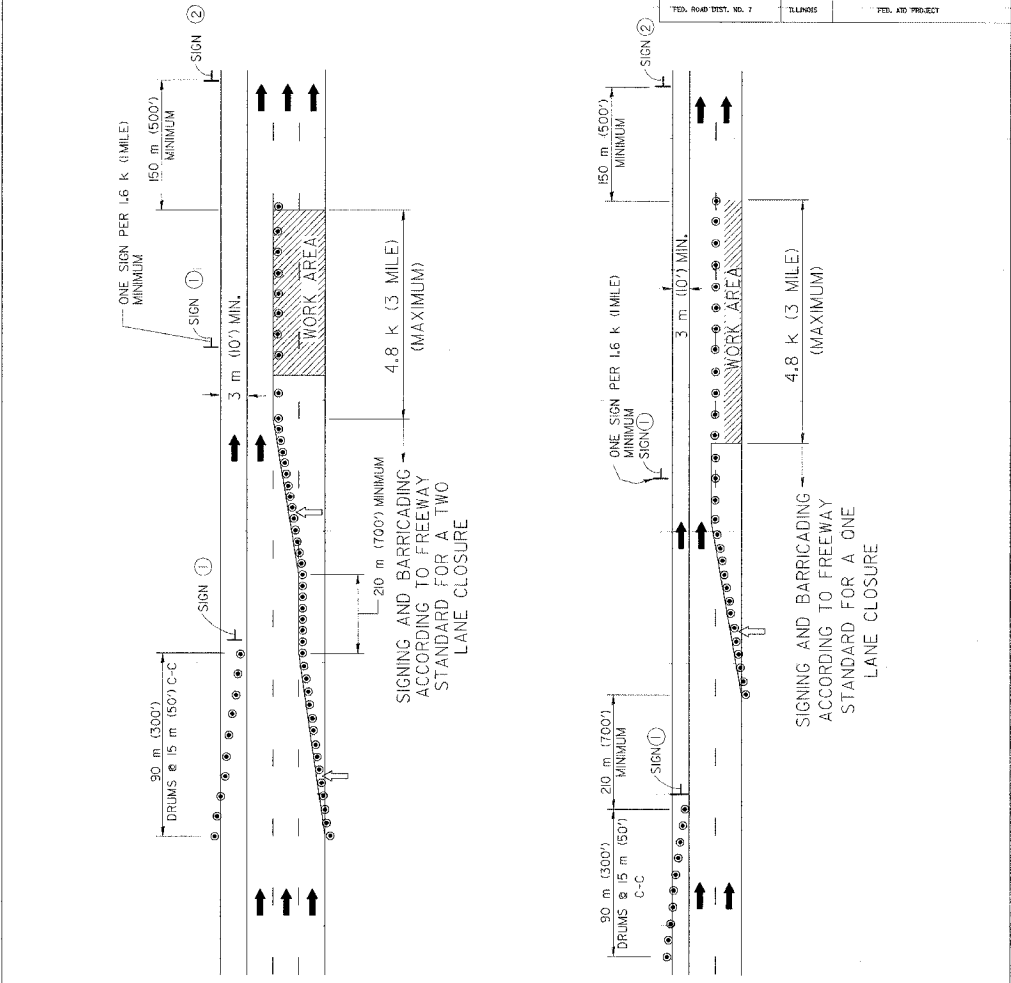 FED. ROAD DIST. NO. 7
ILLINOIS
FED. AID PROJECT
SIGN 2
150 m (500')
MINIMUM
ONE SIGN PER 1.6 k (1 MILE)
MINIMUM
SIGN 1
3 m (10') MIN.
WORK AREA
4.8 k (3 MILE)
(MAXIMUM)
SIGN 1
210 m (700') MINIMUM
90 m (300')
DRUMS @ 15 m (50') C-C
SIGNING AND BARRICADING
ACCORDING TO FREEWAY
STANDARD FOR A TWO
LANE CLOSURE
SIGN 2
150 m (500')
MINIMUM
ONE SIGN PER 1.6 k (1 MILE)
MINIMUM
SIGN 1
3 m (10') MIN.
WORK AREA
4.8 k (3 MILE)
(MAXIMUM)
210 m (700')
MINIMUM
SIGN 1
90 m (300')
DRUMS @ 15 m (50')
C-C
SIGNING AND BARRICADING
ACCORDING TO FREEWAY
STANDARD FOR A ONE
LANE CLOSURE